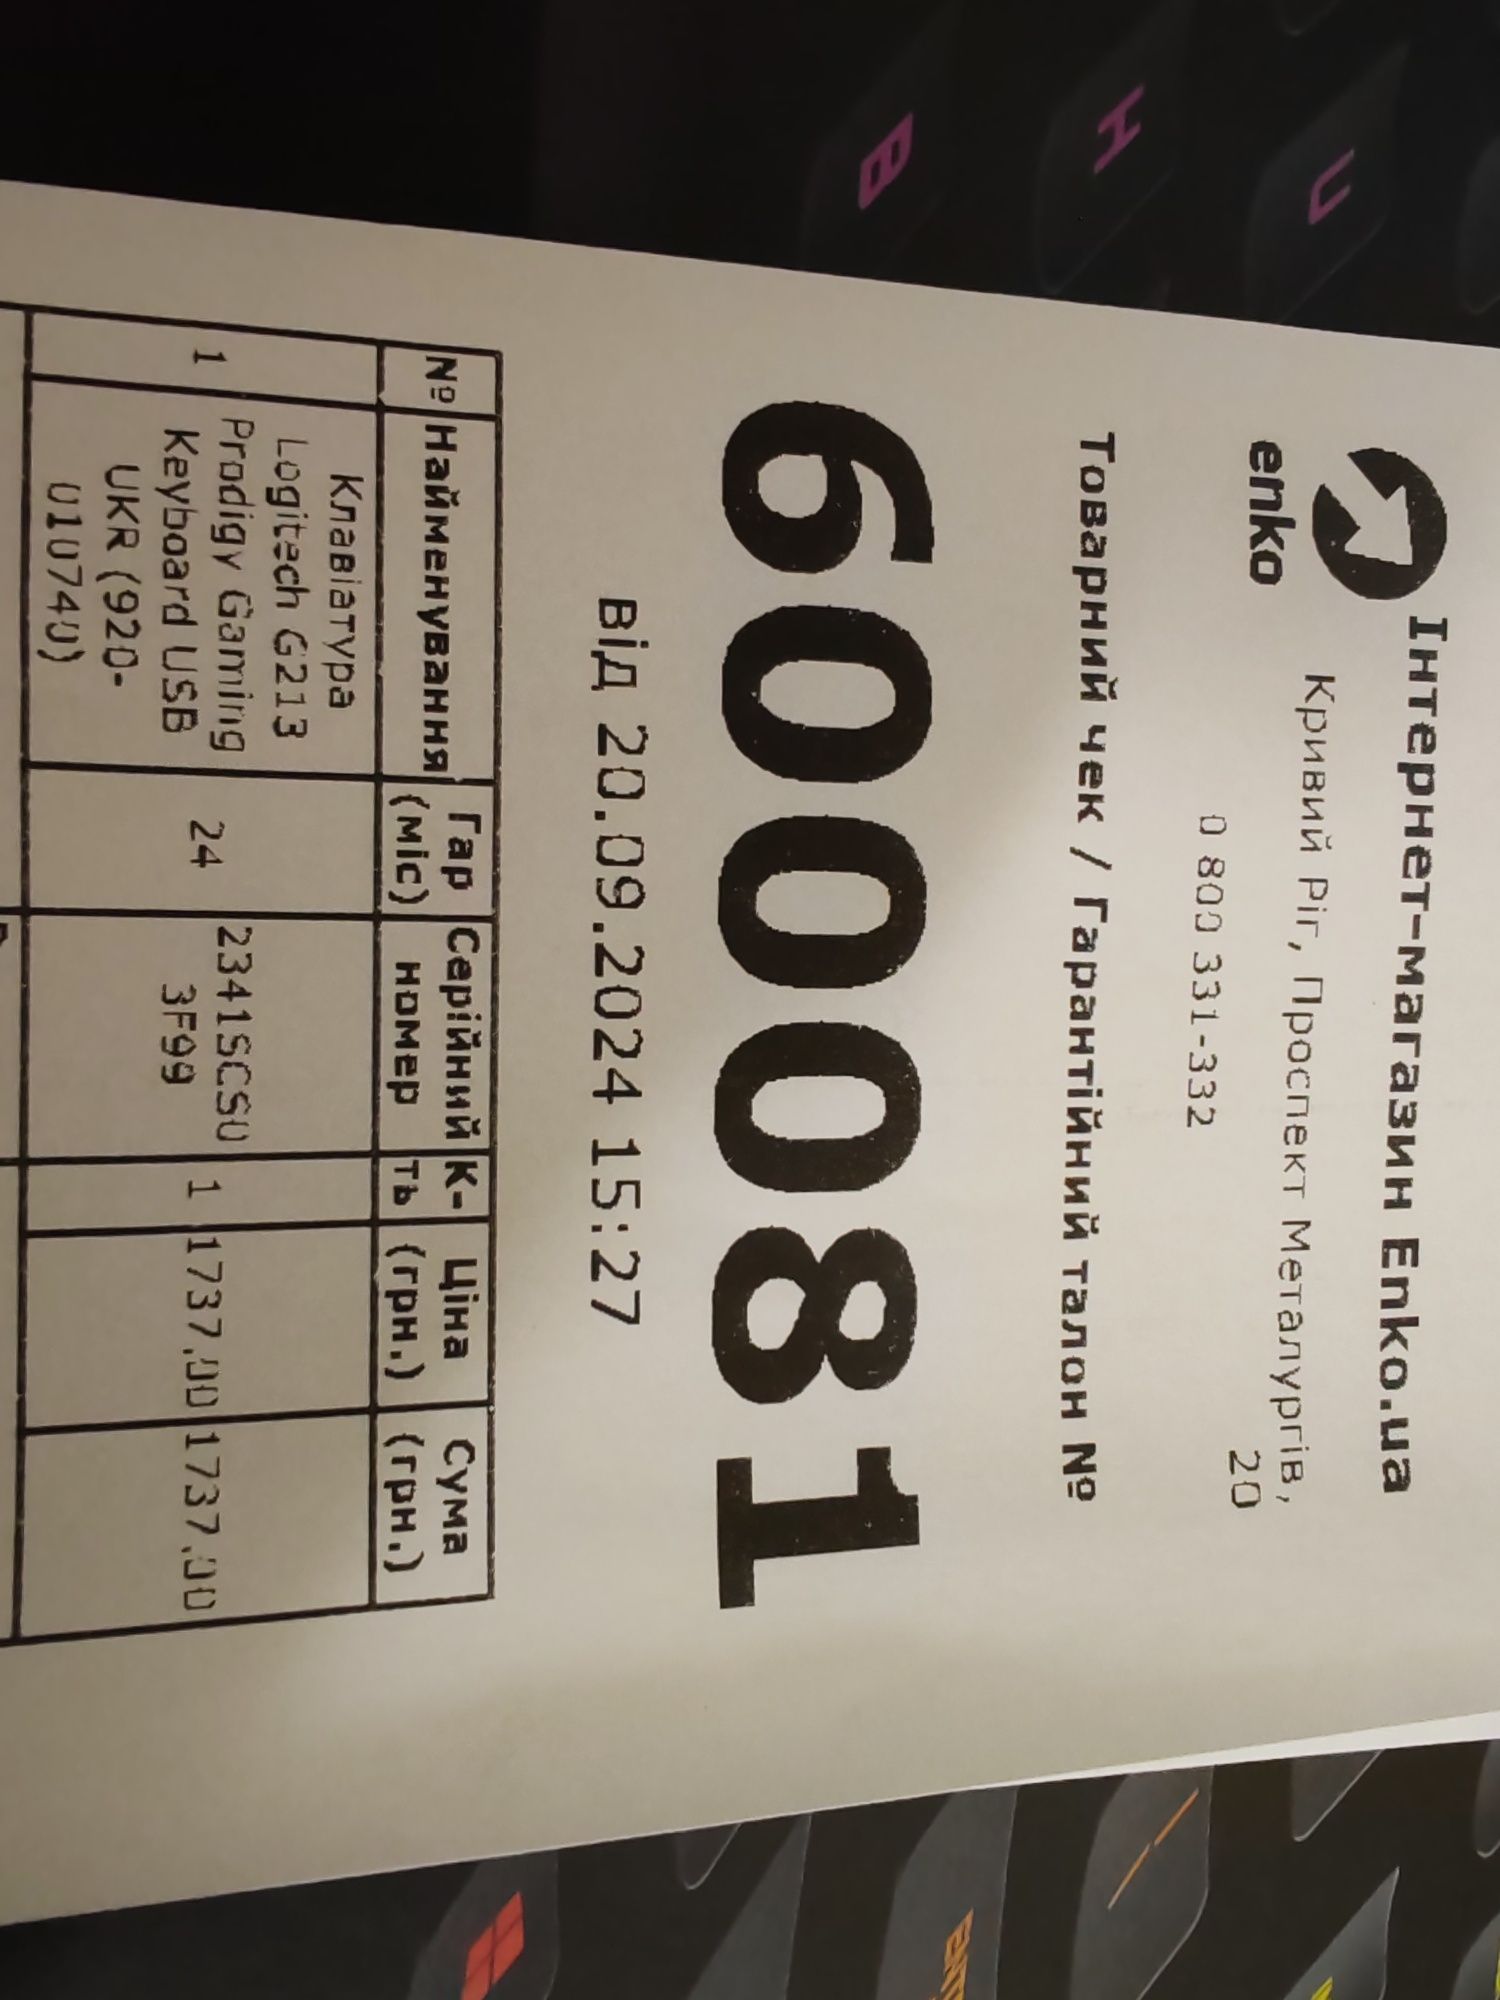 Інтернет-магазин Enko.ua
enko
Кривий Ріг, Проспект Металургів,
20
0 800 331-332
Товарний чек / Гарантійний талон №
600081
від 20.09.2024 15:27
№ Найменування Гар (міс) Серійний номер К-ть Ціна (грн.) Сума (грн.)
1 Клавіатура Logitech G213 Prodigy Gaming Keyboard USB UKR (920-010740) 24 2341SCS03F99 1 1737.00 1737.00
B
H
U
ENT